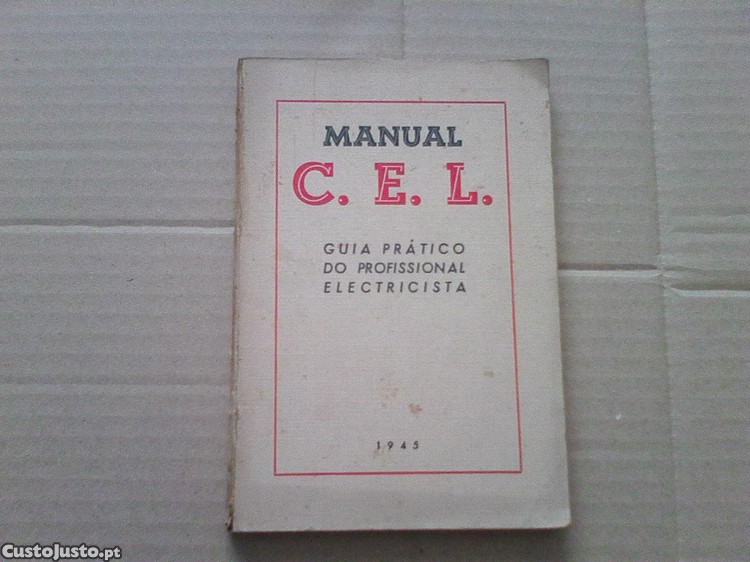 MANUAL
C. E. L.
GUIA PRÁTICO
DO PROFISSIONAL
ELECTRICISTA
1945
CustoJusto.pt